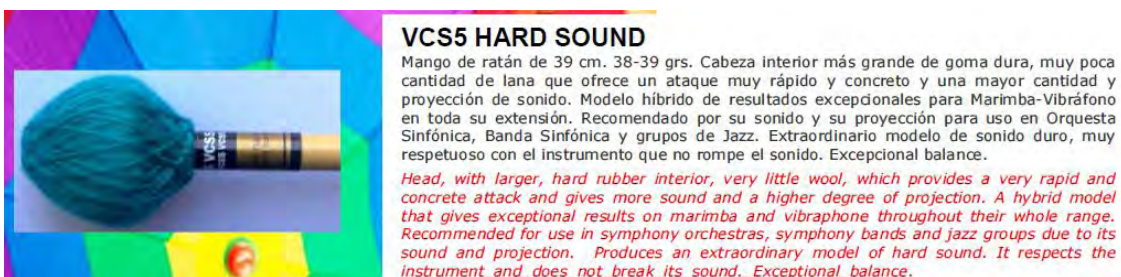 VCS5 HARD SOUND
Mango de ratán de 39 cm. 38-39 grs. Cabeza interior más grande de goma dura, muy poca
cantidad de lana que ofrece un ataque muy rápido y concreto y una mayor cantidad y
proyección de sonido. Modelo híbrido de resultados excepcionales para Marimba-Vibráfono
en toda su extensión. Recomendado por su sonido y su proyección para uso en Orquesta
Sinfónica, Banda Sinfónica y grupos de Jazz. Extraordinario modelo de sonido duro, muy
respetuoso con el instrumento que no rompe el sonido. Excepcional balance.
Head, with larger, hard rubber interior, very little wool, which provides a very rapid and
concrete attack and gives more sound and a higher degree of projection. A hybrid model
that gives exceptional results on marimba and vibraphone throughout their whole range.
Recommended for use in symphony orchestras, symphony bands and jazz groups due to its
sound and projection. Produces an extraordinary model of hard sound. It respects the
instrument and does not break its sound. Exceptional balance.